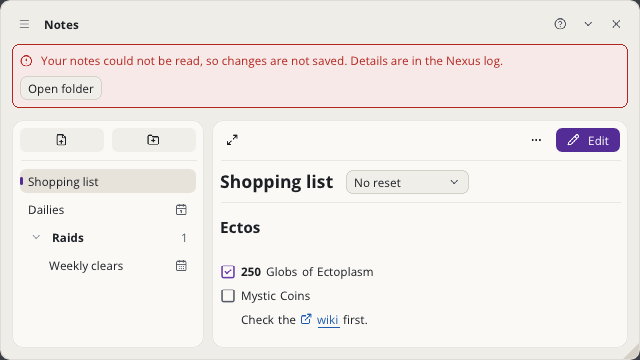 Notes
Your notes could not be read, so changes are not saved. Details are in the Nexus log.
Open folder
Edit
Shopping list
Dailies
Raids 1
Weekly clears
Shopping list No reset
Ectos
250 Globs of Ectoplasm
Mystic Coins
Check the wiki first.